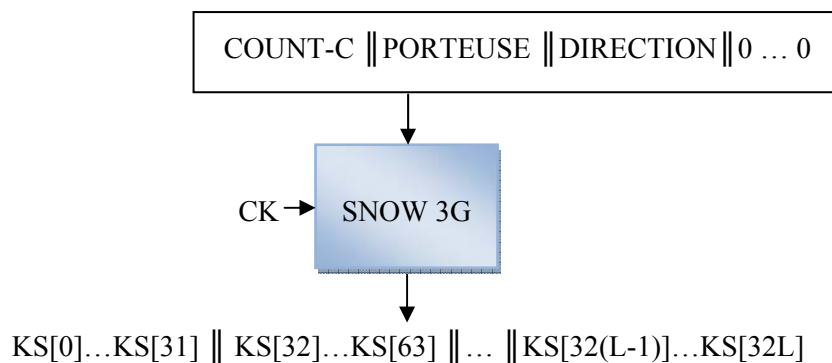 COUNT-C ‖PORTEUSE ‖DIRECTION‖0 … 0
CK
SNOW 3G
KS[0]…KS[31] ‖ KS[32]…KS[63] ‖… ‖KS[32(L-1)]…KS[32L]